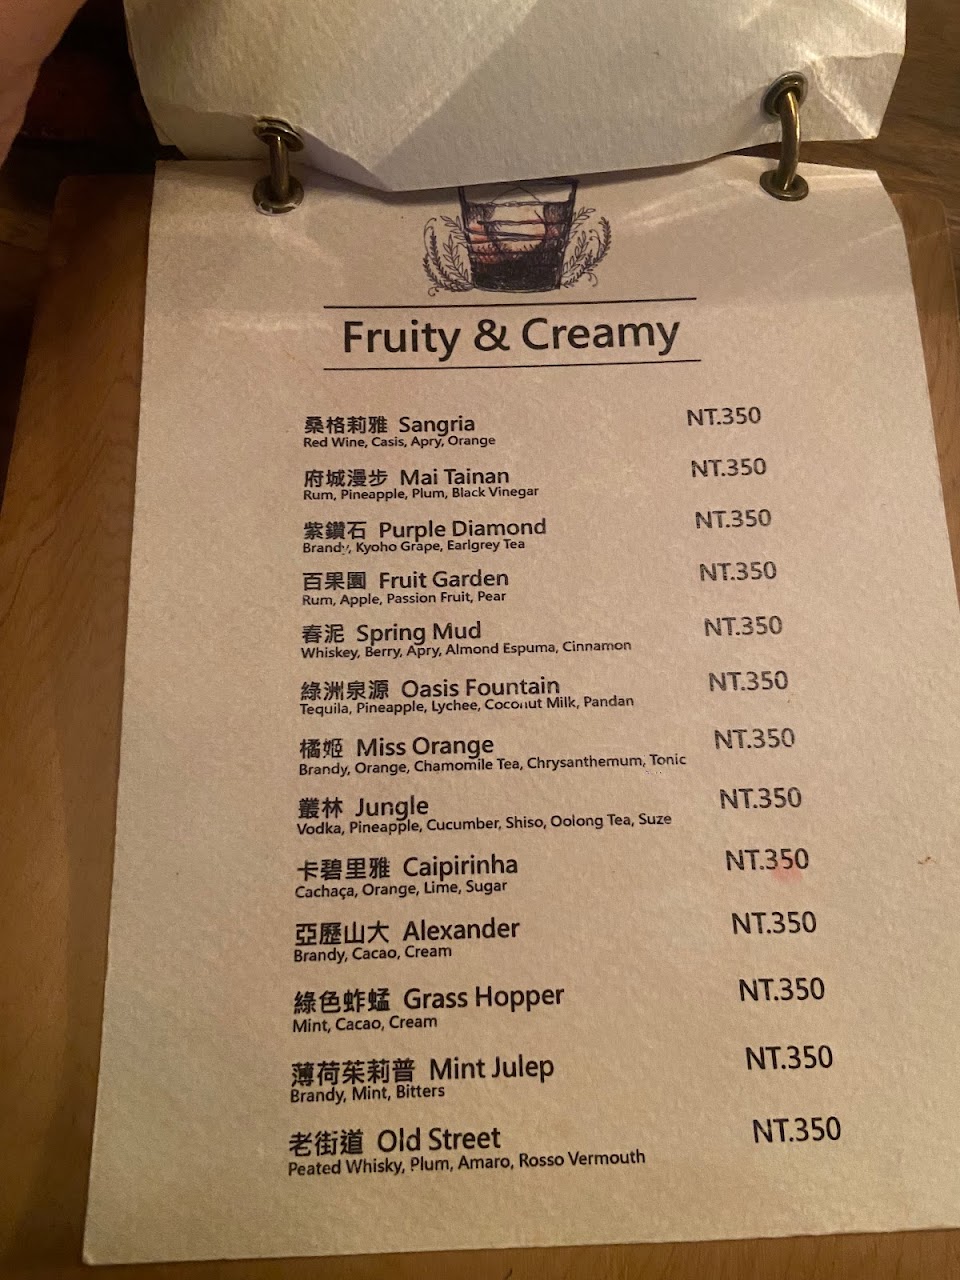 Fruity & Creamy
桑格莉雅 Sangria NT.350
Red Wine, Casis, Apry, Orange
府城漫步 Mai Tainan NT.350
Rum, Pineapple, Plum, Black Vinegar
紫鑽石 Purple Diamond NT.350
Brandy, Kyoho Grape, Earlgrey Tea
百果園 Fruit Garden NT.350
Rum, Apple, Passion Fruit, Pear
春泥 Spring Mud NT.350
Whiskey, Berry, Apry, Almond Espuma, Cinnamon
綠洲泉源 Oasis Fountain NT.350
Tequila, Pineapple, Lychee, Coconut Milk, Pandan
橘姬 Miss Orange NT.350
Brandy, Orange, Chamomile Tea, Chrysanthemum, Tonic
叢林 Jungle NT.350
Vodka, Pineapple, Cucumber, Shiso, Oolong Tea, Suze
卡碧里雅 Caipirinha NT.350
Cachaça, Orange, Lime, Sugar
亞歷山大 Alexander NT.350
Brandy, Cacao, Cream
綠色蚱蜢 Grass Hopper NT.350
Mint, Cacao, Cream
薄荷茱莉普 Mint Julep NT.350
Brandy, Mint, Bitters
老街道 Old Street NT.350
Peated Whisky, Plum, Amaro, Rosso Vermouth